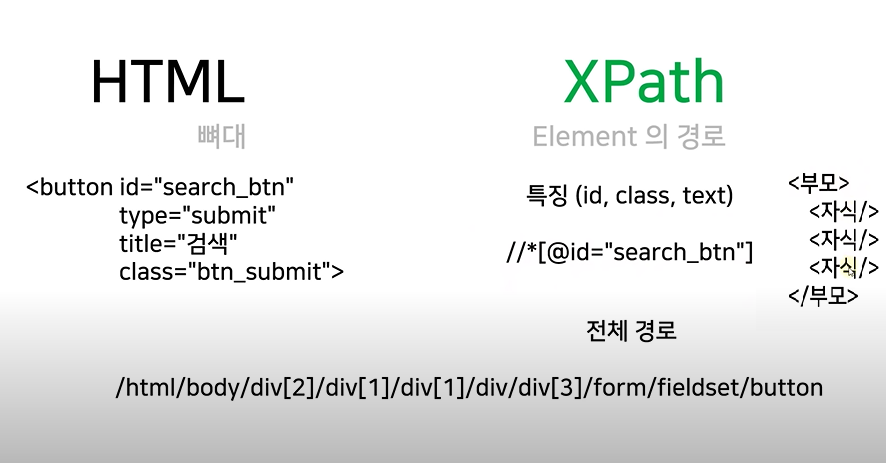 HTML
뼈대
<button id="search_btn"
type="submit"
title="검색"
class="btn_submit">
XPath
Element 의 경로
특징 (id, class, text)
//*[@id="search_btn"]
<부모>
<자식/>
<자식/>
<자식/>
</부모>
전체 경로
/html/body/div[2]/div[1]/div[1]/div/div[3]/form/fieldset/button